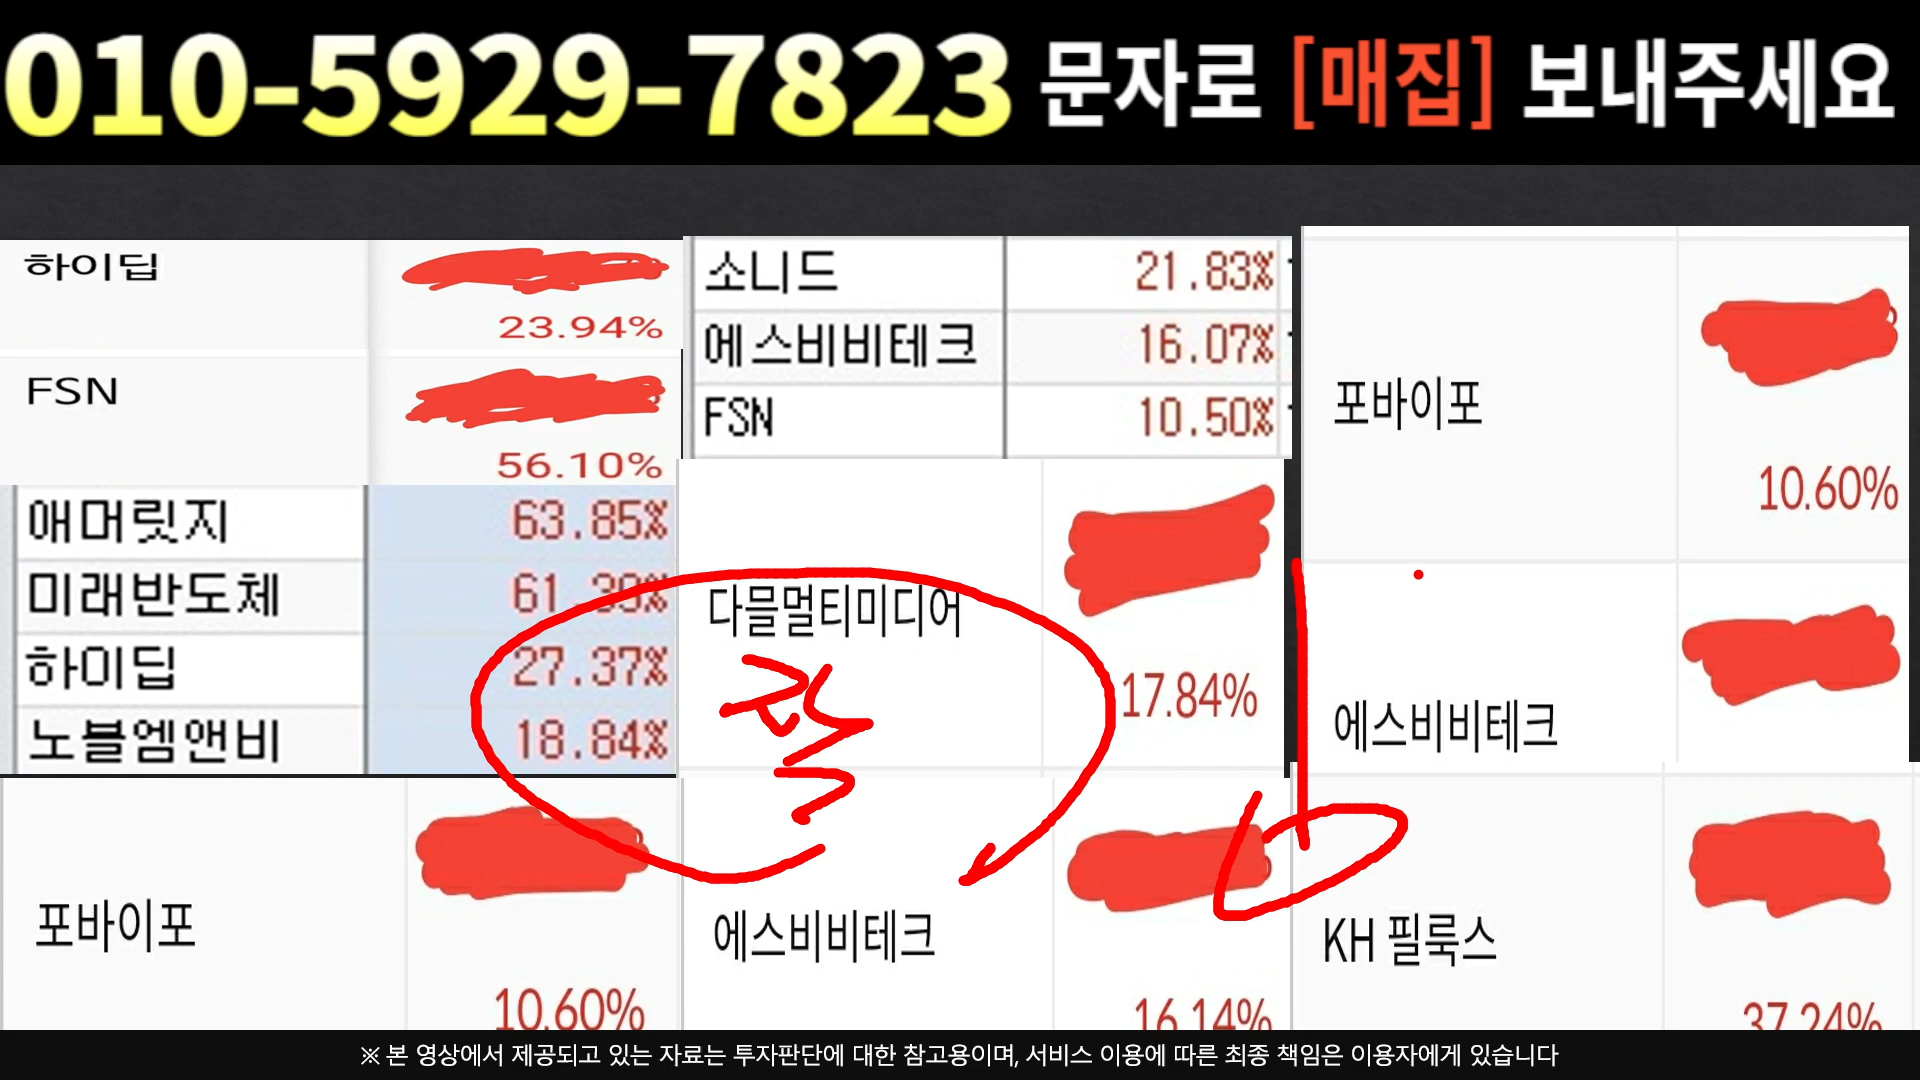 010-5929-7823 문자로 [매집] 보내주세요
하이딥
23.94%
FSN
56.10%
애머릿지 63.85%
미래반도체 61.39%
하이딥 27.37%
노블엠앤비 18.84%
소니드 21.83%
에스비비테크 16.07%
FSN 10.50%
다믈멀티미디어
17.84%
포바이포
10.60%
에스비비테크
포바이포
10.60%
에스비비테크
16.14%
KH 필룩스
37.24%
※ 본 영상에서 제공되고 있는 자료는 투자판단에 대한 참고용이며, 서비스 이용에 따른 최종 책임은 이용자에게 있습니다